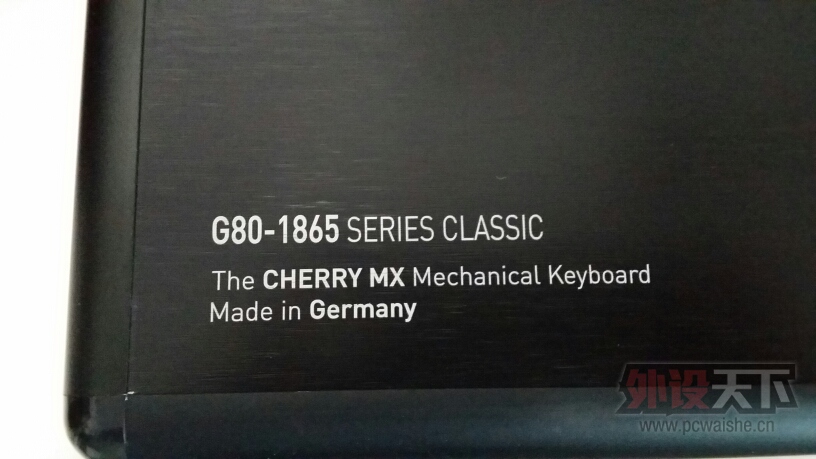 G80-1865 SERIES CLASSIC
The CHERRY MX Mechanical Keyboard
Made in Germany
外设天下
www.pcwaishe.cn